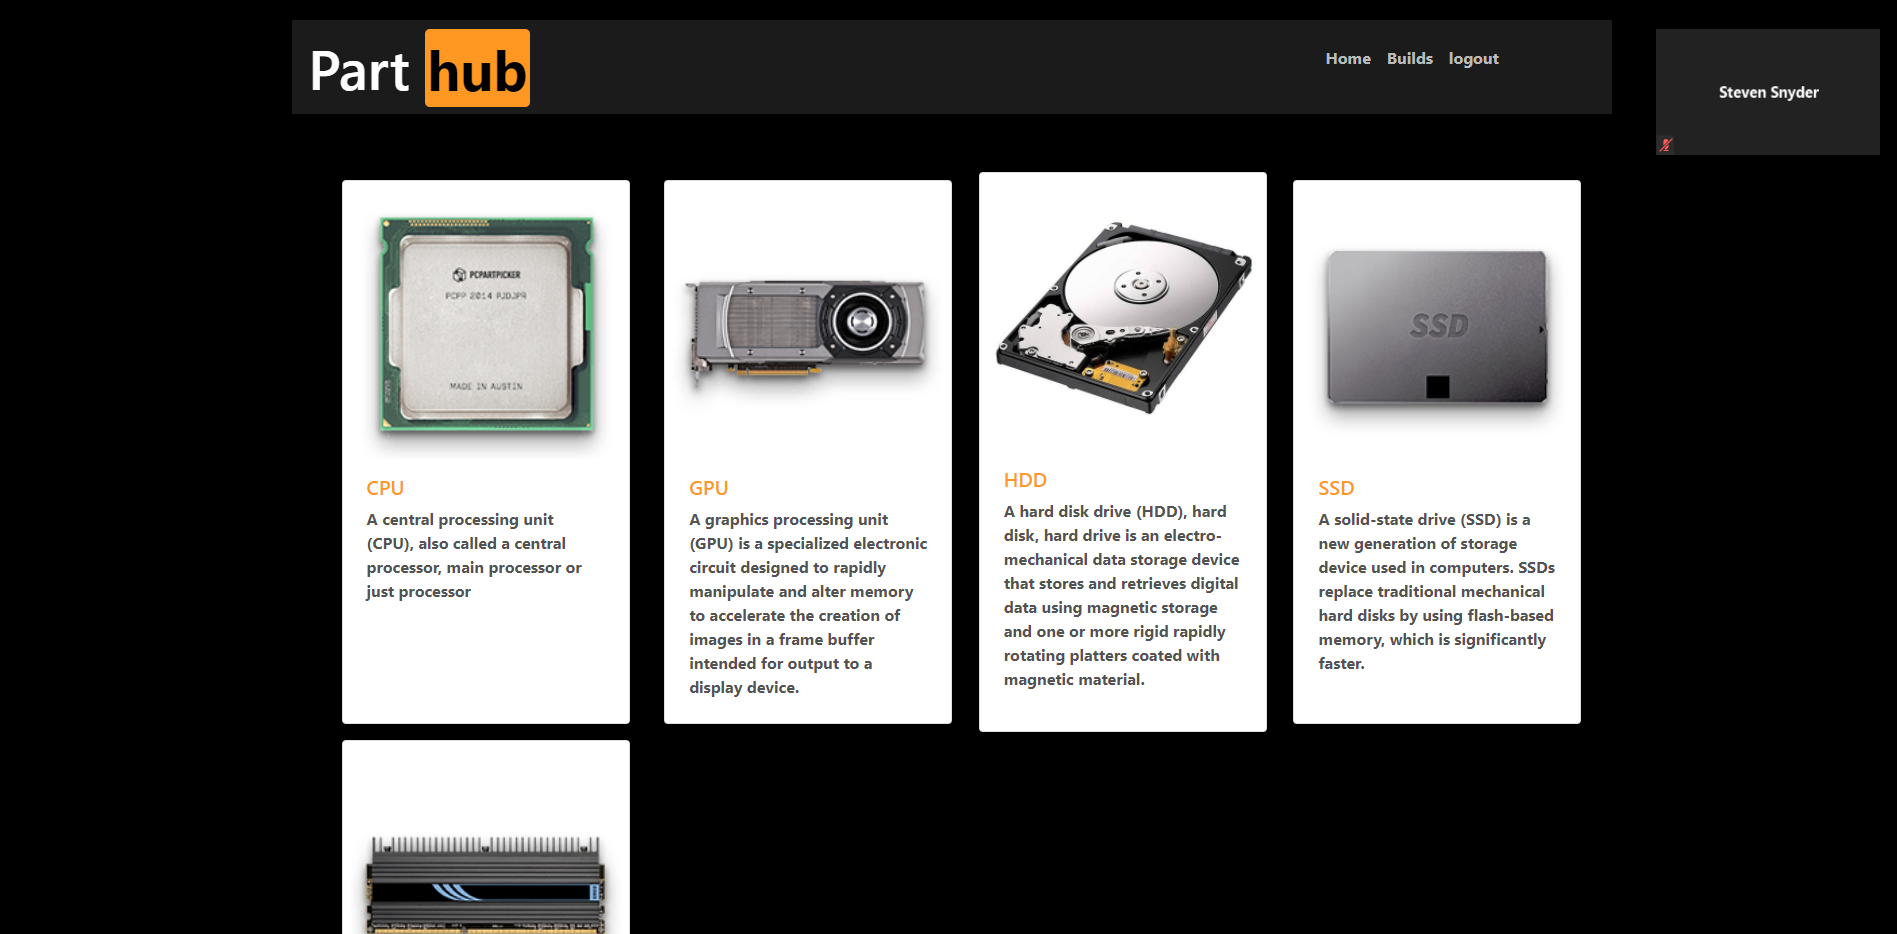 Part hub
Home Builds logout
Steven Snyder
PCPARTPICKER
PCPP 2014 PJDJPR
MADE IN AUSTIN
SSD
CPU
A central processing unit
(CPU), also called a central
processor, main processor or
just processor
GPU
A graphics processing unit
(GPU) is a specialized electronic
circuit designed to rapidly
manipulate and alter memory
to accelerate the creation of
images in a frame buffer
intended for output to a
display device.
HDD
A hard disk drive (HDD), hard
disk, hard drive is an electro-
mechanical data storage device
that stores and retrieves digital
data using magnetic storage
and one or more rigid rapidly
rotating platters coated with
magnetic material.
SSD
A solid-state drive (SSD) is a
new generation of storage
device used in computers. SSDs
replace traditional mechanical
hard disks by using flash-based
memory, which is significantly
faster.